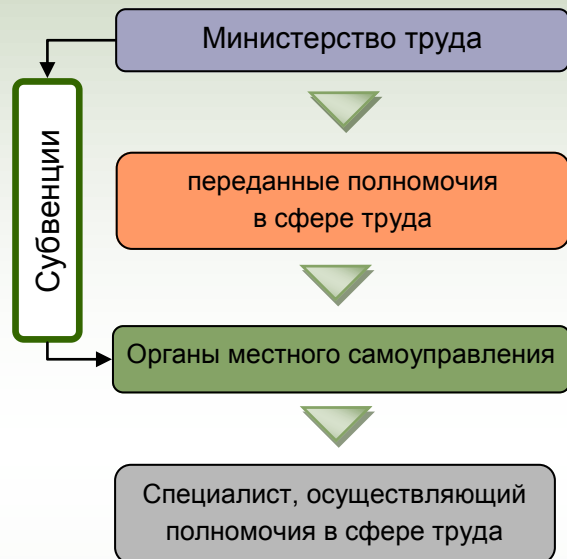 Министерство труда
Субвенции
переданные полномочия
в сфере труда
Органы местного самоуправления
Специалист, осуществляющий
полномочия в сфере труда